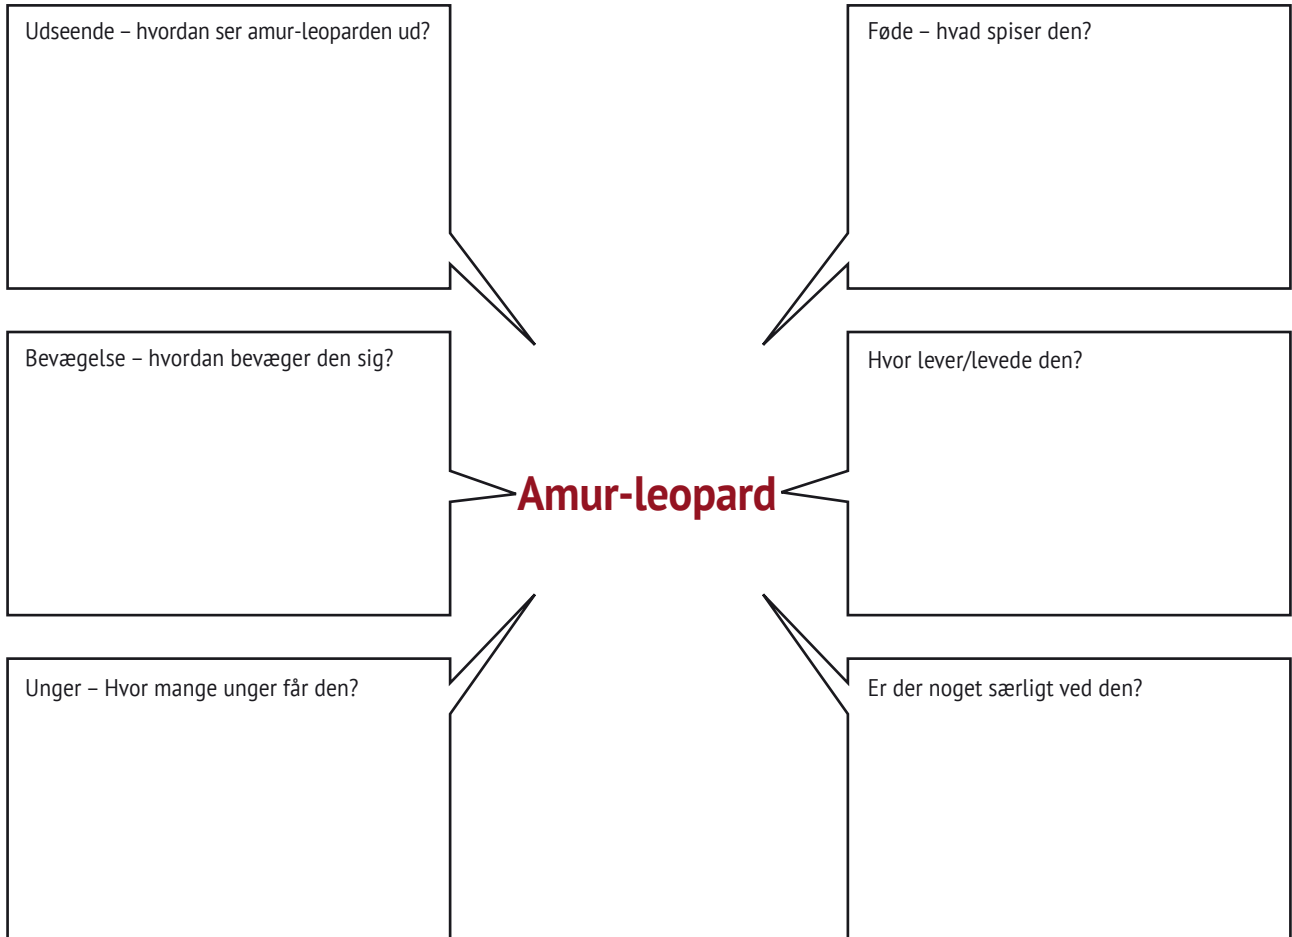 Udseende – hvordan ser amur-leoparden ud?
Føde – hvad spiser den?
Bevægelse – hvordan bevæger den sig?
Hvor lever/levede den?
Amur-leopard
Unger – Hvor mange unger får den?
Er der noget særligt ved den?